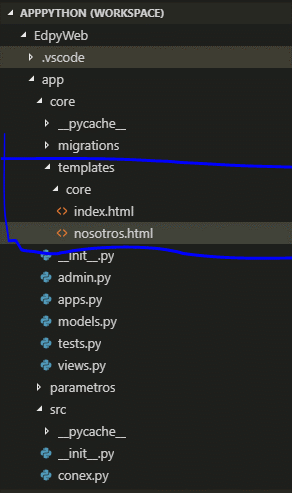 APPPYTHON (WORKSPACE)
EdpyWeb
.vscode
app
core
__pycache__
migrations
templates
core
<> index.html
<> nosotros.html
__init__.py
admin.py
apps.py
models.py
tests.py
views.py
parametros
src
__pycache__
__init__.py
conex.py